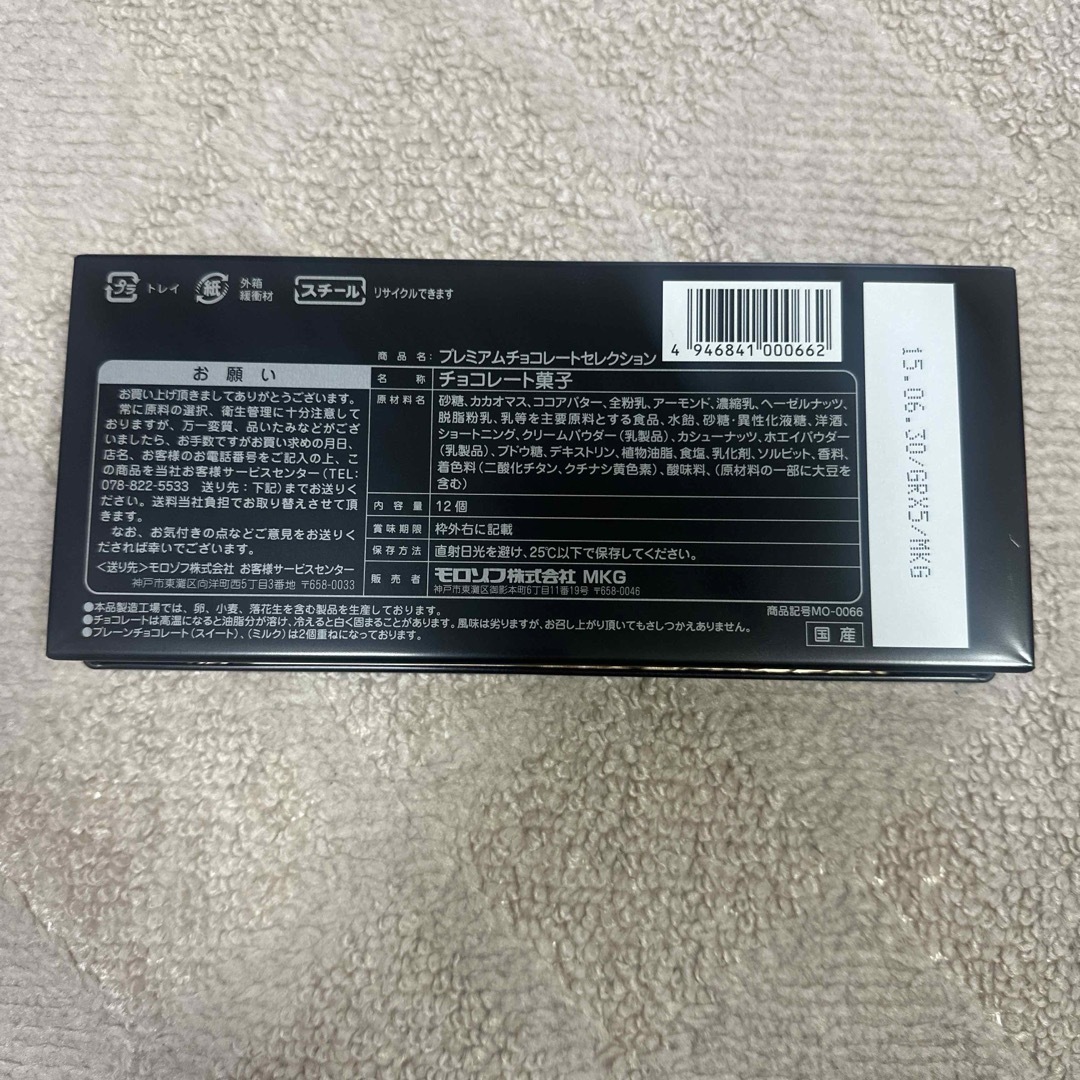 プラ トレイ
紙 外箱
緩衝材
スチール リサイクルできます
4 946841 000662
15.06.30/GRX5/MKG
お願い
お買い上げ頂きましてありがとうございます。
常に原料の選択、衛生管理に十分注意して
おりますが、万一変質、品いたみなどがござ
いましたら、お手数ですがお買い求めの月日、
店名、お客様のお電話番号をご記入の上、こ
の商品を当社お客様サービスセンター(TEL:
078-822-5533 送り先:下記)までお送りく
ださい。送料当社負担でお取り替えさせて頂
きます。
なお、お気付きの点などご意見をお送りく
だされば幸いでございます。
<送り先>モロゾフ株式会社 お客様サービスセンター
神戸市東灘区向洋町西5丁目3番地 〒658-0033
商品名:プレミアムチョコレートセレクション
名称 チョコレート菓子
原材料名 砂糖、カカオマス、ココアバター、全粉乳、アーモンド、濃縮乳、ヘーゼルナッツ、
脱脂粉乳、乳等を主要原料とする食品、水飴、砂糖・異性化液糖、洋酒、
ショートニング、クリームパウダー(乳製品)、カシューナッツ、ホエイパウダー
(乳製品)、ブドウ糖、デキストリン、植物油脂、食塩、乳化剤、ソルビット、香料、
着色料(二酸化チタン、クチナシ黄色素)、酸味料、(原材料の一部に大豆を
含む)
内容量 12個
賞味期限 枠外右に記載
保存方法 直射日光を避け、25℃以下で保存してください。
販売者 モロゾフ株式会社 MKG
神戸市東灘区御影本町6丁目11番19号 〒658-0046
●本品製造工場では、卵、小麦、落花生を含む製品を生産しております。
●チョコレートは高温になると油脂分が溶け、冷えると白く固まることがあります。風味は劣りますが、お召し上がり頂いてもさしつかえありません。
●プレーンチョコレート(スイート)、(ミルク)は2個重ねになっております。
商品記号MO-0066
国産